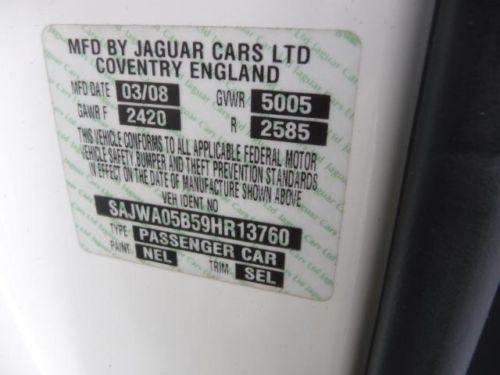 MFD BY JAGUAR CARS LTD
COVENTRY ENGLAND
MFD DATE 03/08 GVWR 5005
GAWR F 2420 R 2585
THIS VEHICLE CONFORMS TO ALL APPLICABLE FEDERAL MOTOR
VEHICLE SAFETY BUMPER AND THEFT PREVENTION STANDARDS
IN EFFECT ON THE DATE OF MANUFACTURE SHOWN ABOVE
VEH IDENT NO
SAJWA05B59HR13760
TYPE: PASSENGER CAR
PAINT: NEL TRIM: SEL